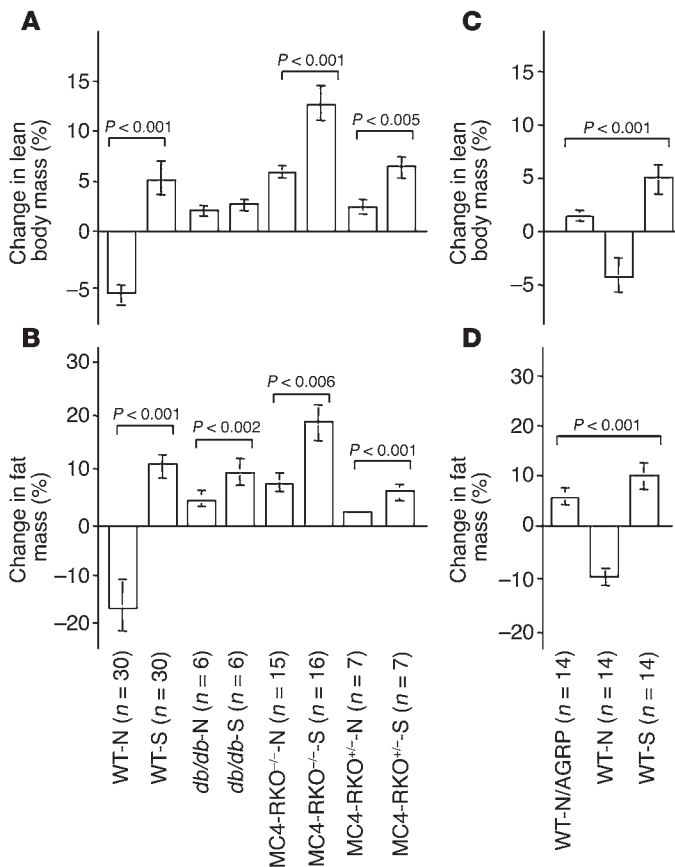 A
Change in lean
body mass (%)
15
10
5
0
−5
P < 0.001
P < 0.001
P < 0.005
B
Change in fat
mass (%)
30
20
10
0
−10
−20
P < 0.001
P < 0.002
P < 0.006
P < 0.001
WT-N (n = 30)
WT-S (n = 30)
db/db-N (n = 6)
db/db-S (n = 6)
MC4-RKO−/−-N (n = 15)
MC4-RKO−/−-S (n = 16)
MC4-RKO+/−-N (n = 7)
MC4-RKO+/−-S (n = 7)
C
Change in lean
body mass (%)
15
10
5
0
−5
P < 0.001
D
Change in fat
mass (%)
30
20
10
0
−10
−20
P < 0.001
WT-N/AGRP (n = 14)
WT-N (n = 14)
WT-S (n = 14)